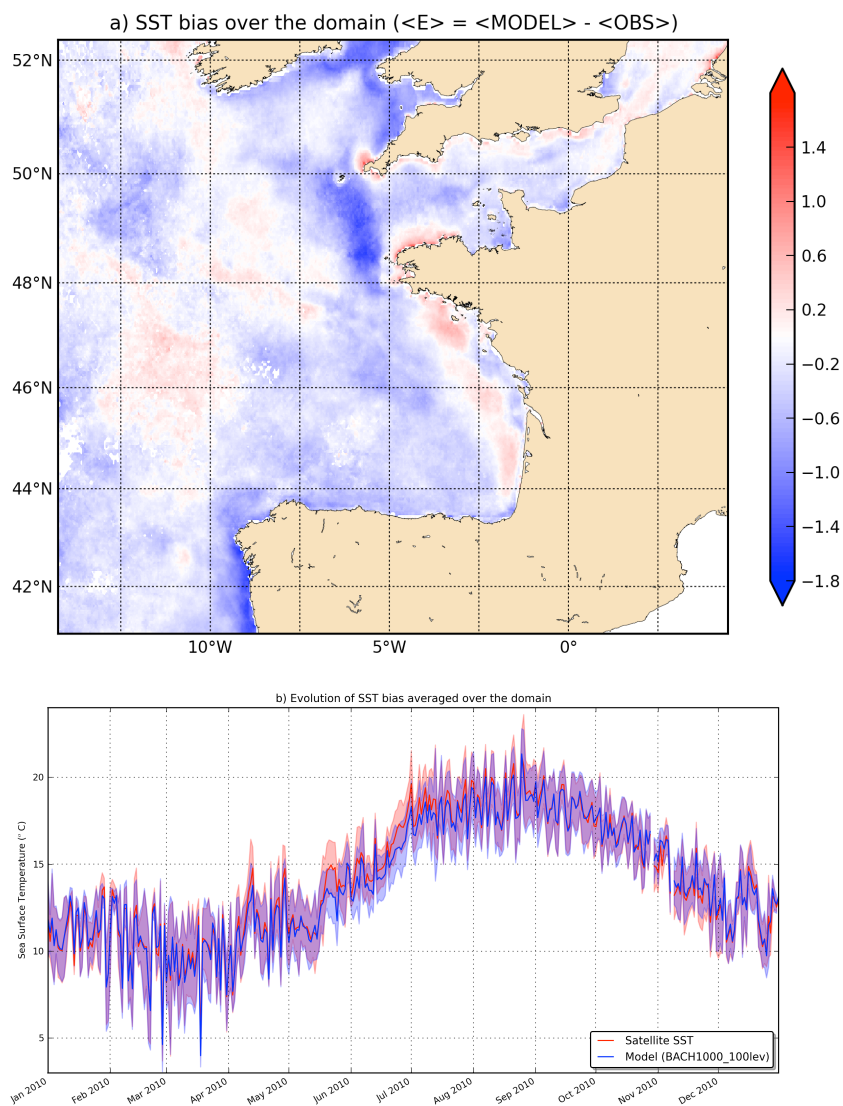 a) SST bias over the domain (<E> = <MODEL> - <OBS>)
52°N
50°N
48°N
46°N
44°N
42°N
10°W 5°W 0°
1.4
1.0
0.6
0.2
−0.2
−0.6
−1.0
−1.4
−1.8
b) Evolution of SST bias averaged over the domain
Sea Surface Temperature (° C)
20
15
10
5
Satellite SST
Model (BACH1000_100lev)
Jan 2010 Feb 2010 Mar 2010 Apr 2010 May 2010 Jun 2010 Jul 2010 Aug 2010 Sep 2010 Oct 2010 Nov 2010 Dec 2010